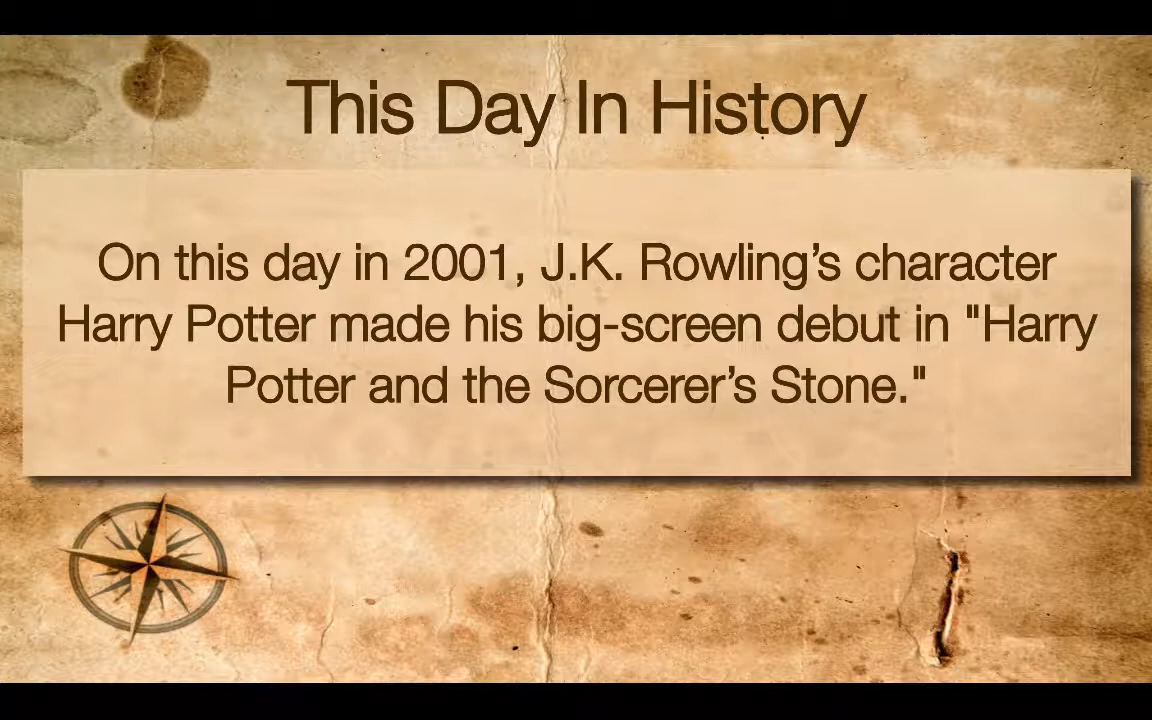 This Day In History
On this day in 2001, J.K. Rowling’s character
Harry Potter made his big-screen debut in "Harry
Potter and the Sorcerer’s Stone."